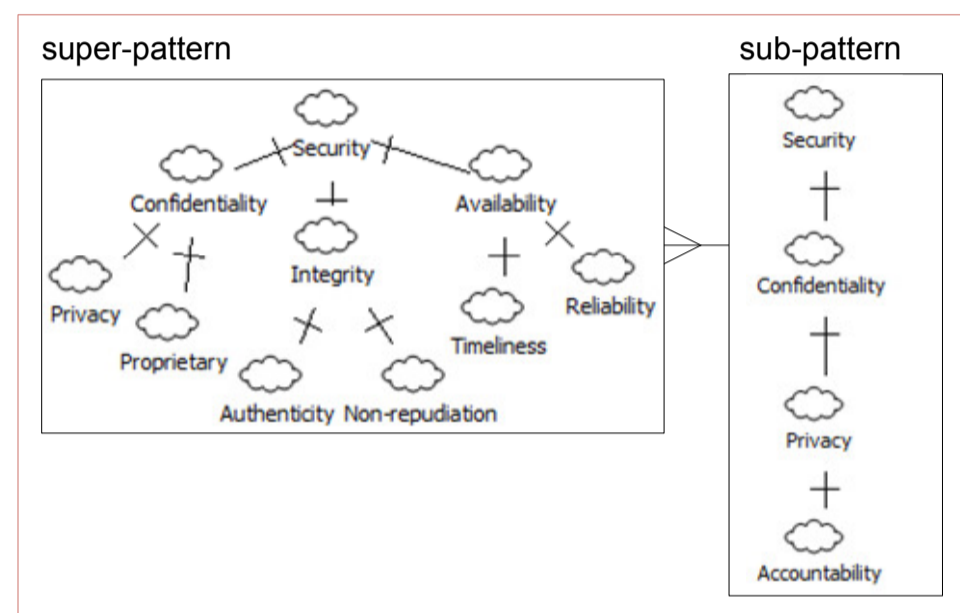 super-pattern
Security
Confidentiality
Availability
Integrity
Privacy
Reliability
Proprietary
Timeliness
Authenticity
Non-repudiation
sub-pattern
Security
Confidentiality
Privacy
Accountability